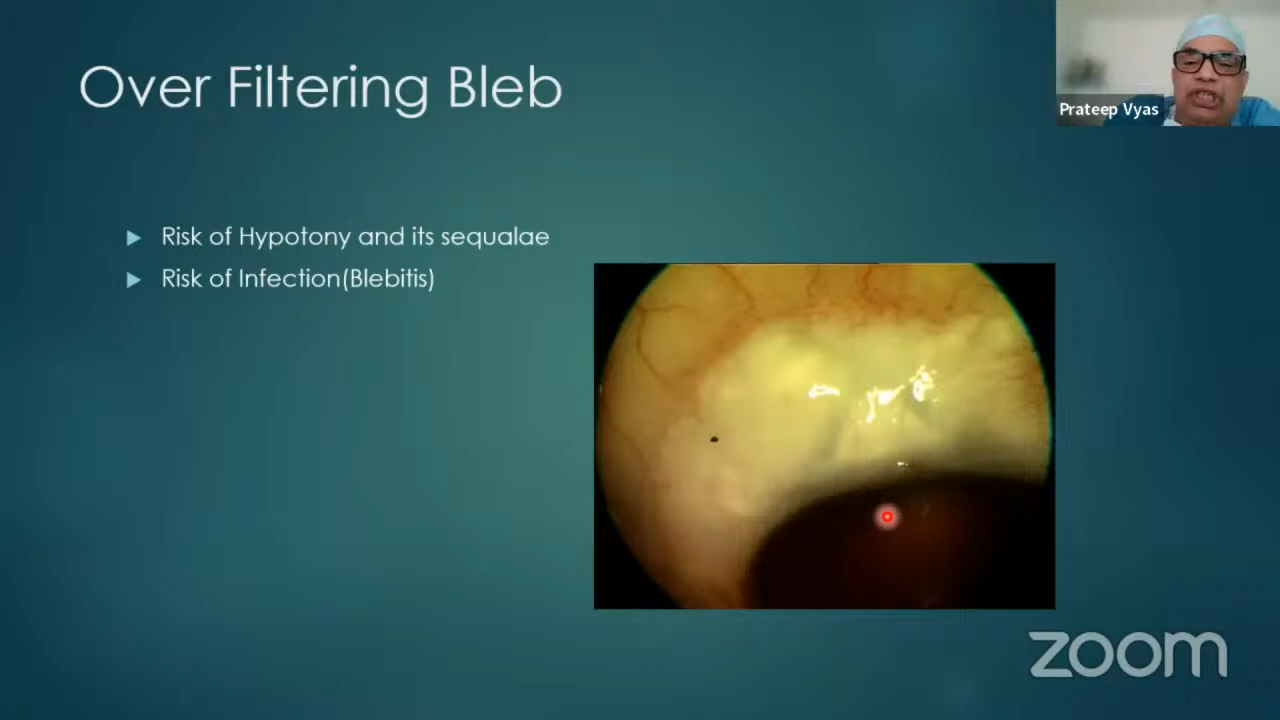 Over Filtering Bleb
Prateep Vyas
Risk of Hypotony and its sequalae
Risk of Infection(Blebitis)
zoom